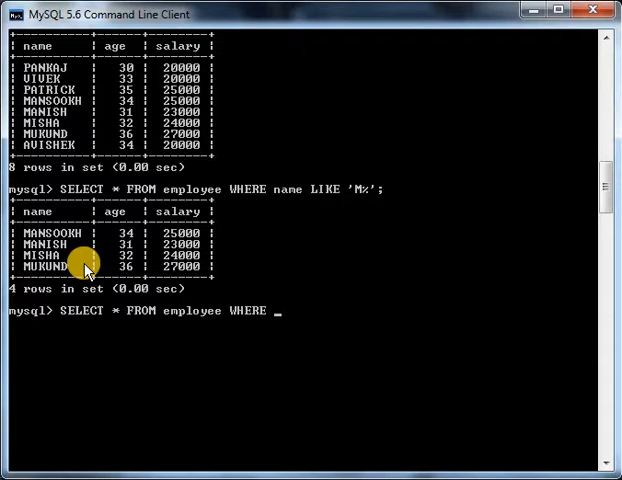 MySQL 5.6 Command Line Client
| name | age | salary |
| PANKAJ | 30 | 20000 |
| VIVEK | 33 | 20000 |
| PATRICK | 35 | 25000 |
| MANSOOKH | 34 | 25000 |
| MANISH | 31 | 23000 |
| MISHA | 32 | 24000 |
| MUKUND | 36 | 27000 |
| AVISHEK | 34 | 20000 |
8 rows in set (0.00 sec)
mysql> SELECT * FROM employee WHERE name LIKE 'M%';
| name | age | salary |
| MANSOOKH | 34 | 25000 |
| MANISH | 31 | 23000 |
| MISHA | 32 | 24000 |
| MUKUND | 36 | 27000 |
4 rows in set (0.00 sec)
mysql> SELECT * FROM employee WHERE _